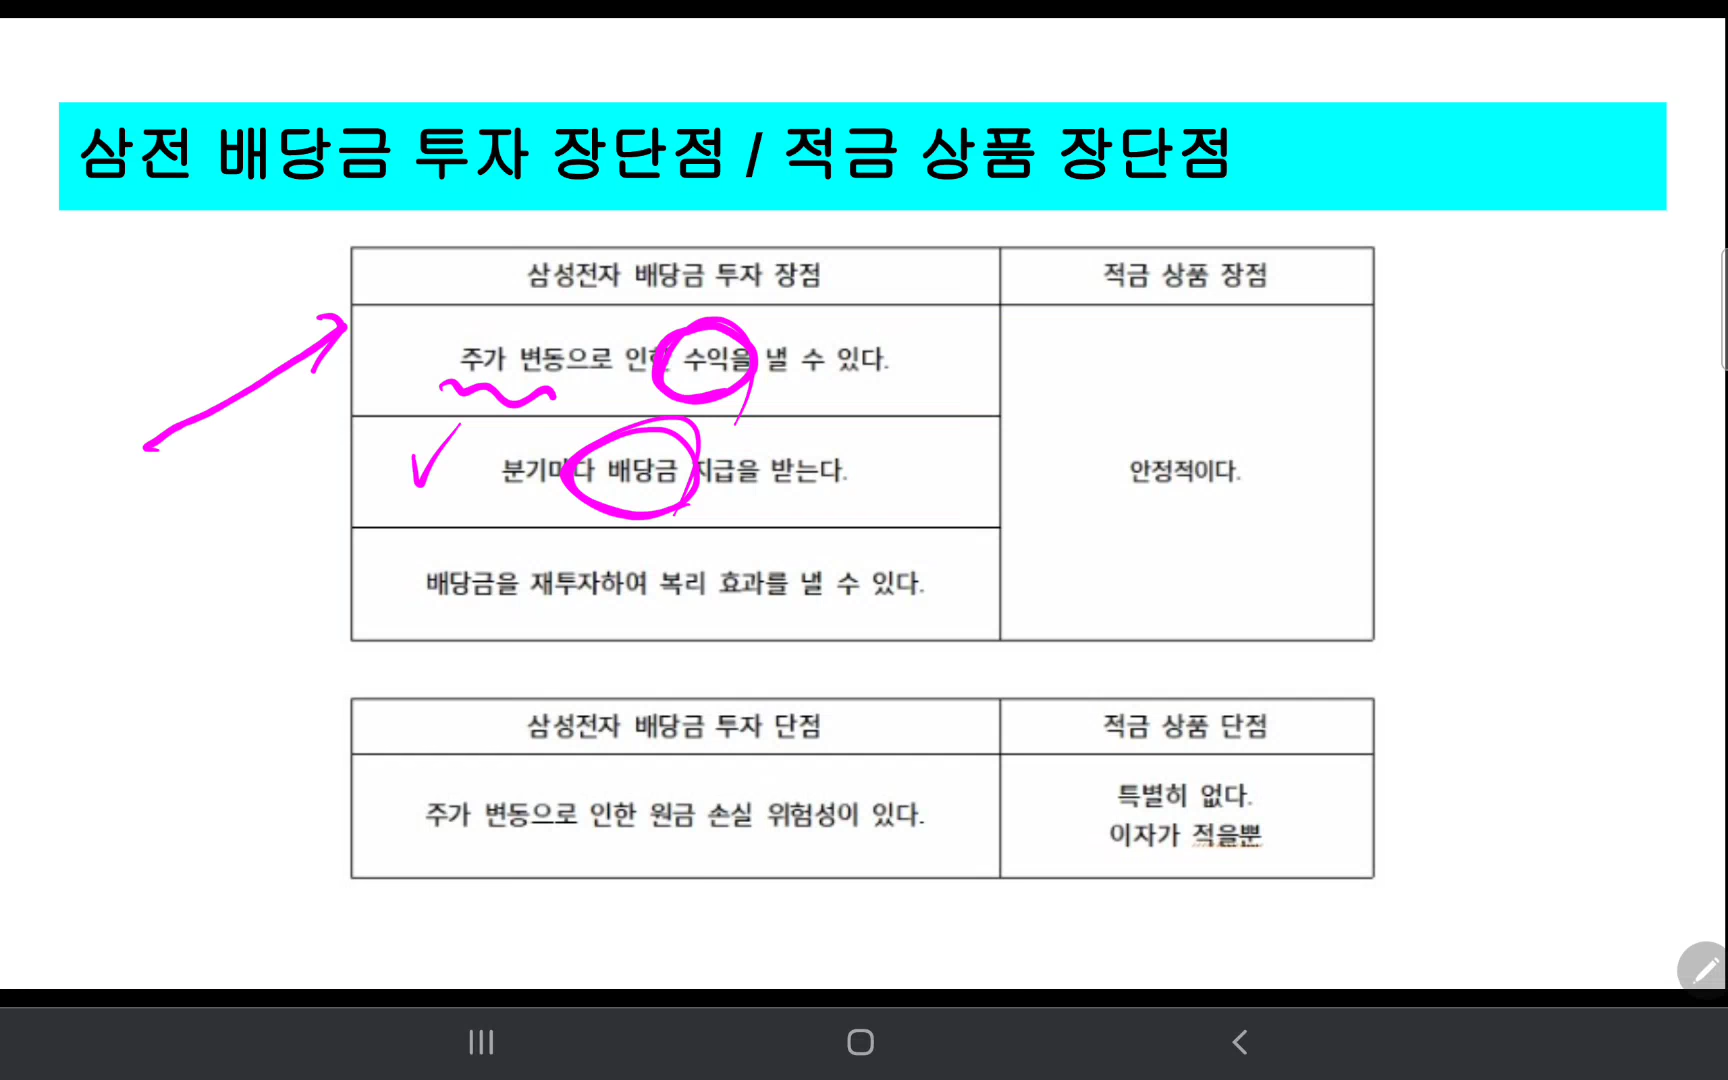 삼전 배당금 투자 장단점 / 적금 상품 장단점
삼성전자 배당금 투자 장점
적금 상품 장점
주가 변동으로 인한 수익을 낼 수 있다.
분기마다 배당금 지급을 받는다.
안정적이다.
배당금을 재투자하여 복리 효과를 낼 수 있다.
삼성전자 배당금 투자 단점
적금 상품 단점
주가 변동으로 인한 원금 손실 위험성이 있다.
특별히 없다.
이자가 적을뿐